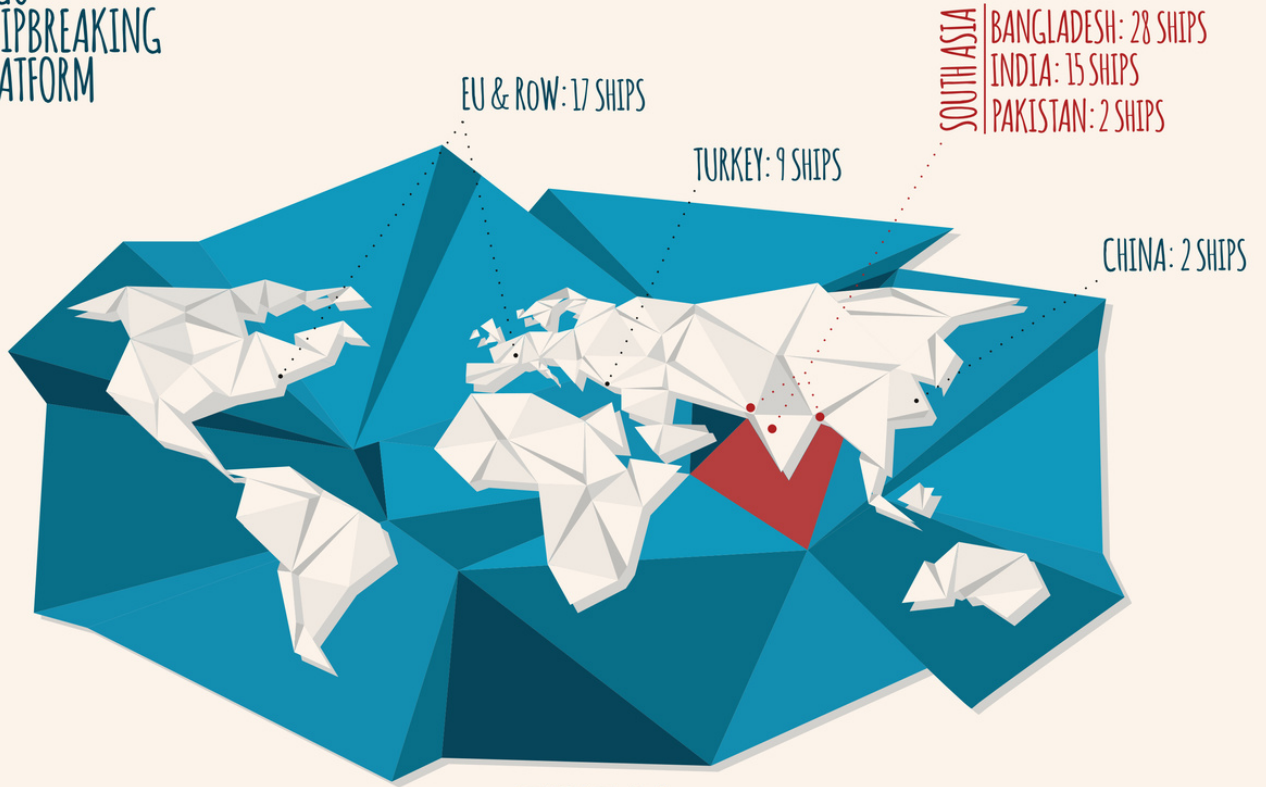 IPBREAKING
ATFORM
EU & ROW: 17 SHIPS
TURKEY: 9 SHIPS
SOUTH ASIA
BANGLADESH: 28 SHIPS
INDIA: 15 SHIPS
PAKISTAN: 2 SHIPS
CHINA: 2 SHIPS